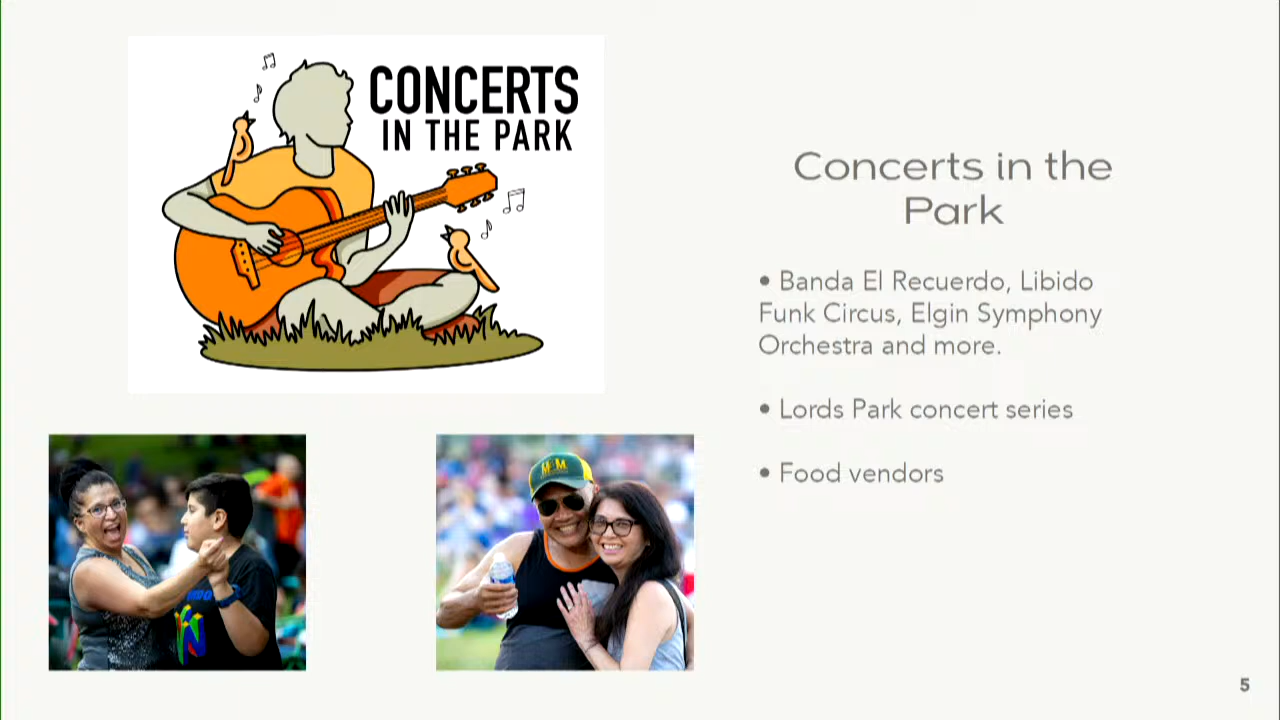 CONCERTS
IN THE PARK
Concerts in the
Park
• Banda El Recuerdo, Libido
Funk Circus, Elgin Symphony
Orchestra and more.
• Lords Park concert series
• Food vendors
5